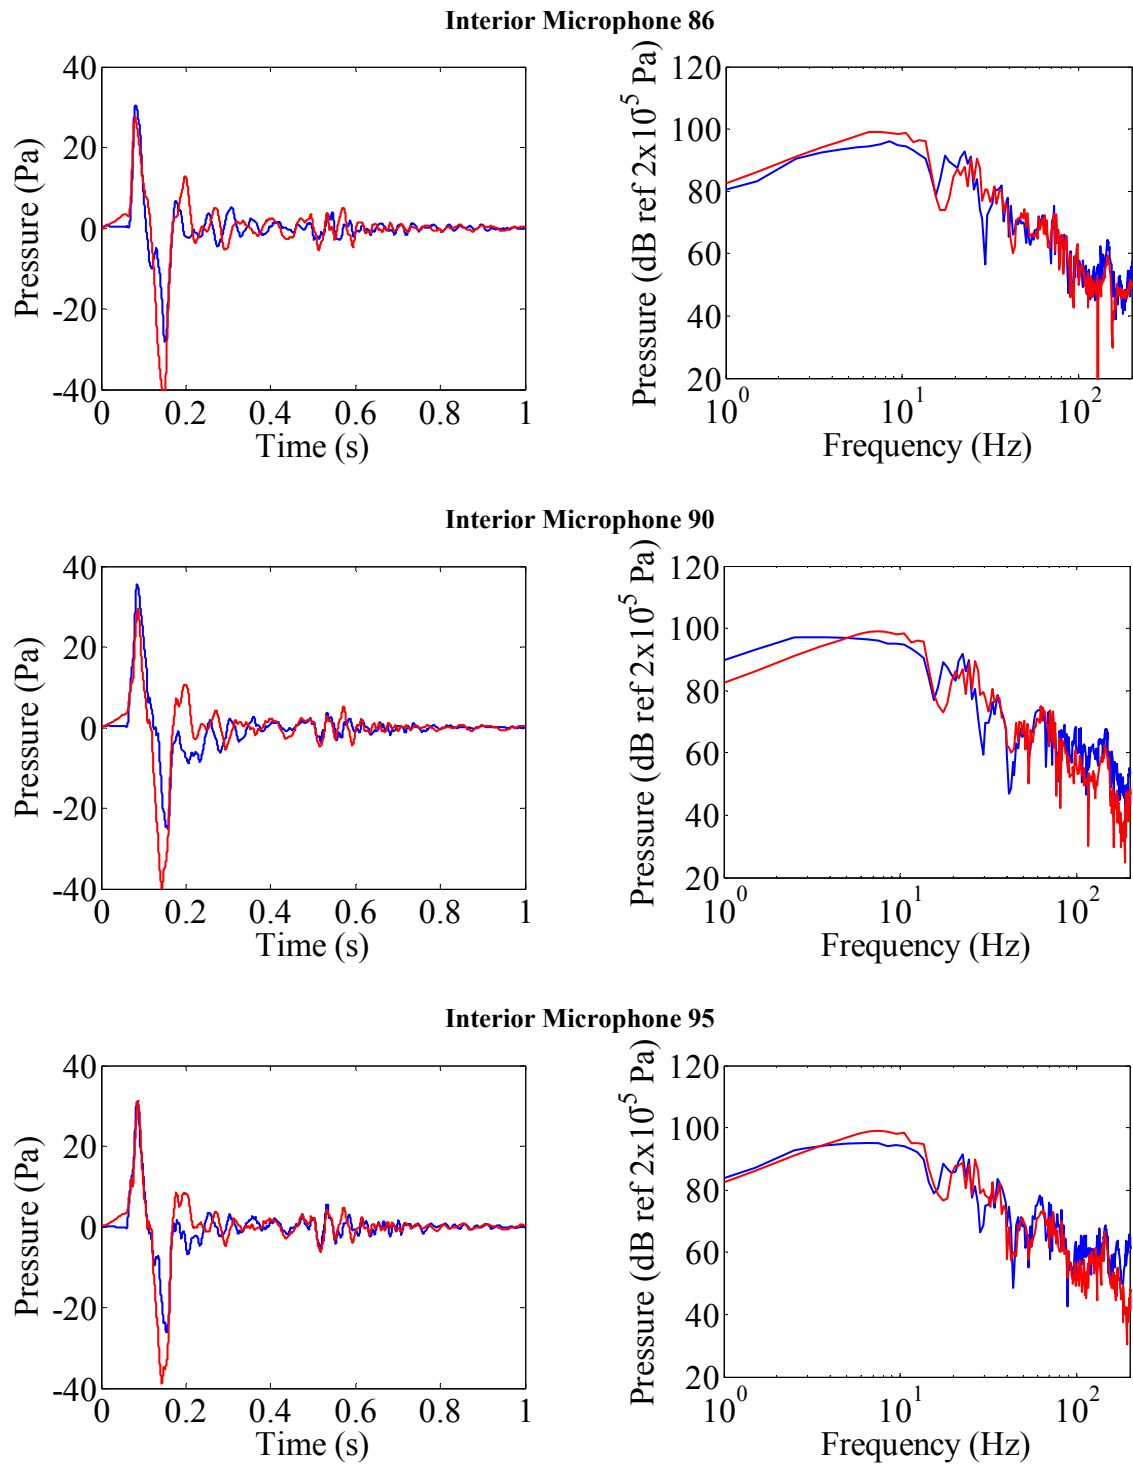 Interior Microphone 86
Pressure (Pa)
40
20
0
-20
-40
0 0.2 0.4 0.6 0.8 1
Time (s)
Pressure (dB ref 2x10^-5 Pa)
120
100
80
60
40
20
10^0 10^1 10^2
Frequency (Hz)
Interior Microphone 90
Pressure (Pa)
40
20
0
-20
-40
0 0.2 0.4 0.6 0.8 1
Time (s)
Pressure (dB ref 2x10^-5 Pa)
120
100
80
60
40
20
10^0 10^1 10^2
Frequency (Hz)
Interior Microphone 95
Pressure (Pa)
40
20
0
-20
-40
0 0.2 0.4 0.6 0.8 1
Time (s)
Pressure (dB ref 2x10^-5 Pa)
120
100
80
60
40
20
10^0 10^1 10^2
Frequency (Hz)